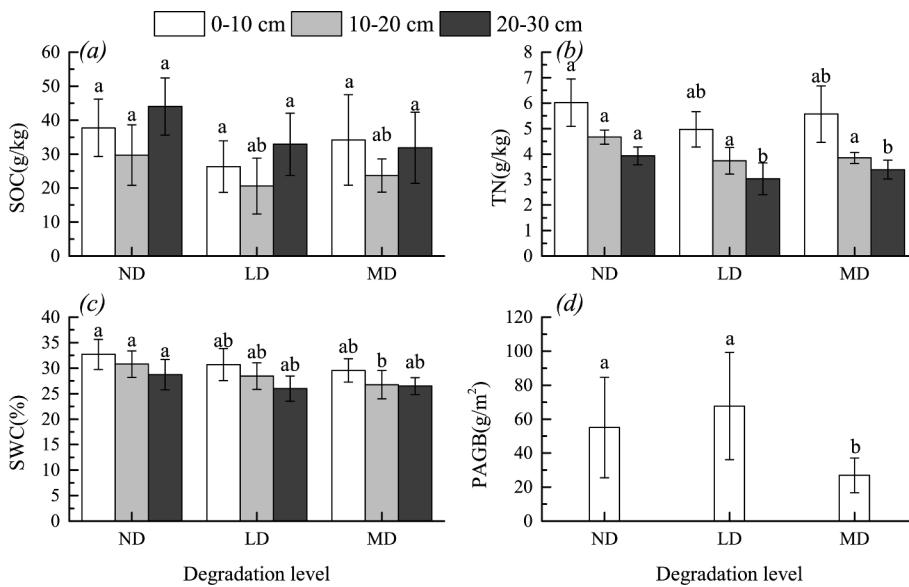 0-10 cm 10-20 cm 20-30 cm
(a)
SOC(g/kg)
60
50
40
30
20
10
0
a a a
a ab a
a ab a
ND LD MD
(b)
TN(g/kg)
8
7
6
5
4
3
2
1
0
a a a
ab a b
ab a b
ND LD MD
(c)
SWC(%)
40
35
30
25
20
15
10
5
0
a a a
ab ab ab
ab b ab
ND LD MD
Degradation level
(d)
PAGB(g/m²)
120
100
80
60
40
20
0
a a b
ND LD MD
Degradation level